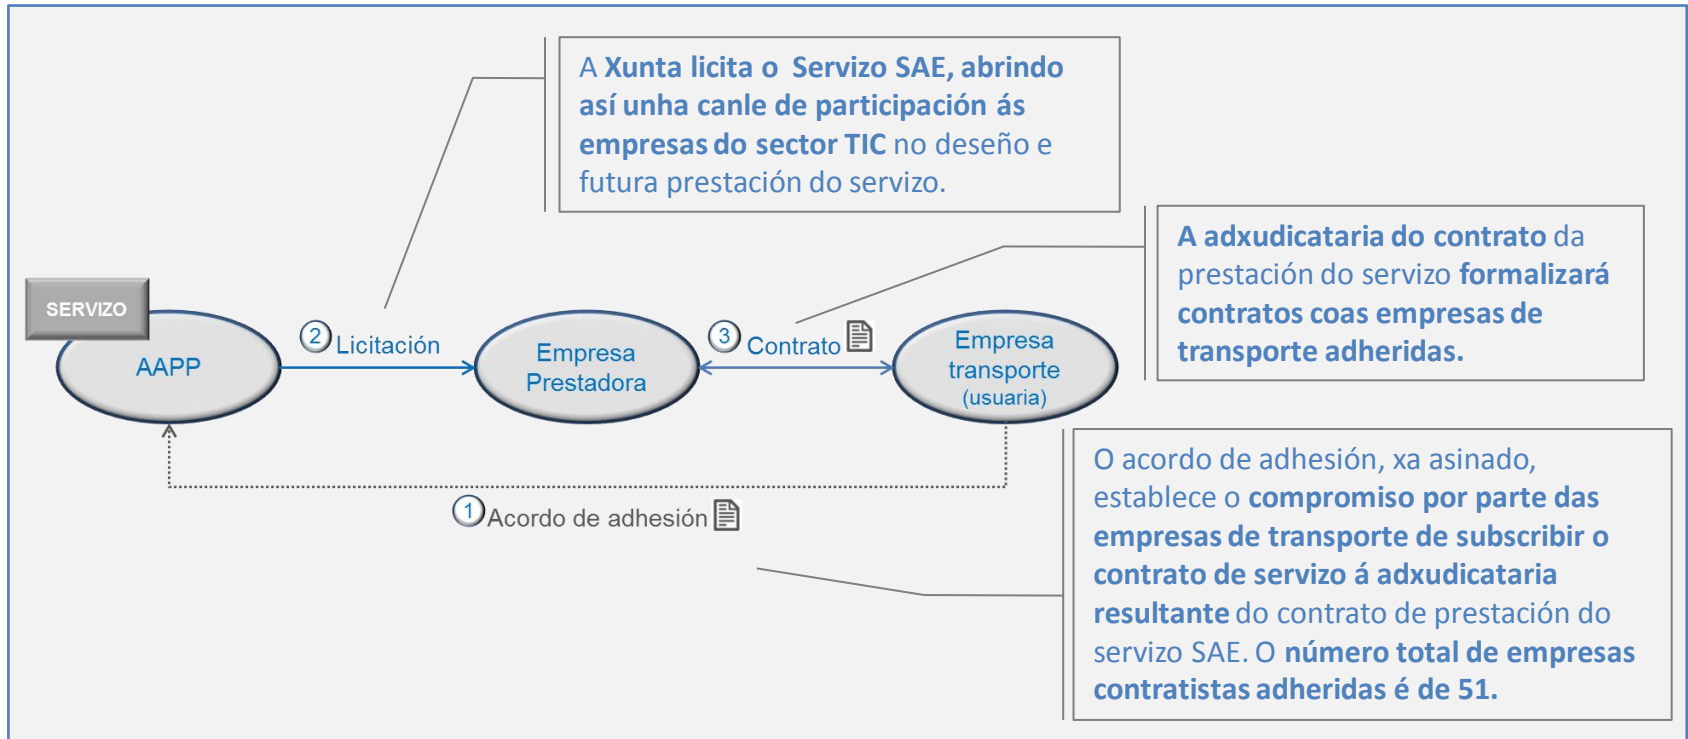 A Xunta licita o Servizo SAE, abrindo
así unha canle de participación ás
empresas do sector TIC no deseño e
futura prestación do servizo.
A adxudicataria do contrato da
prestación do servizo formalizará
contratos coas empresas de
transporte adheridas.
SERVIZO
AAPP
2 Licitación
Empresa
Prestadora
3 Contrato
Empresa
transporte
(usuaria)
1 Acordo de adhesión
O acordo de adhesión, xa asinado,
establece o compromiso por parte das
empresas de transporte de subscribir o
contrato de servizo á adxudicataria
resultante do contrato de prestación do
servizo SAE. O número total de empresas
contratistas adheridas é de 51.